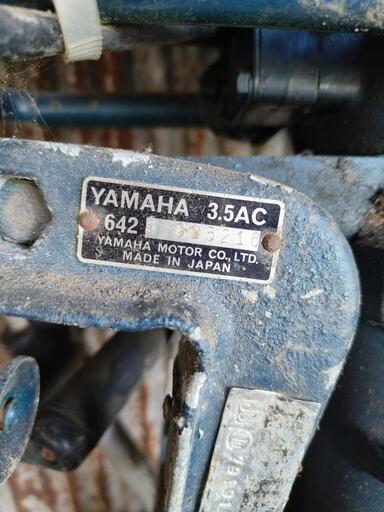 YAMAHA 3.5AC
642
YAMAHA MOTOR CO., LTD.
MADE IN JAPAN